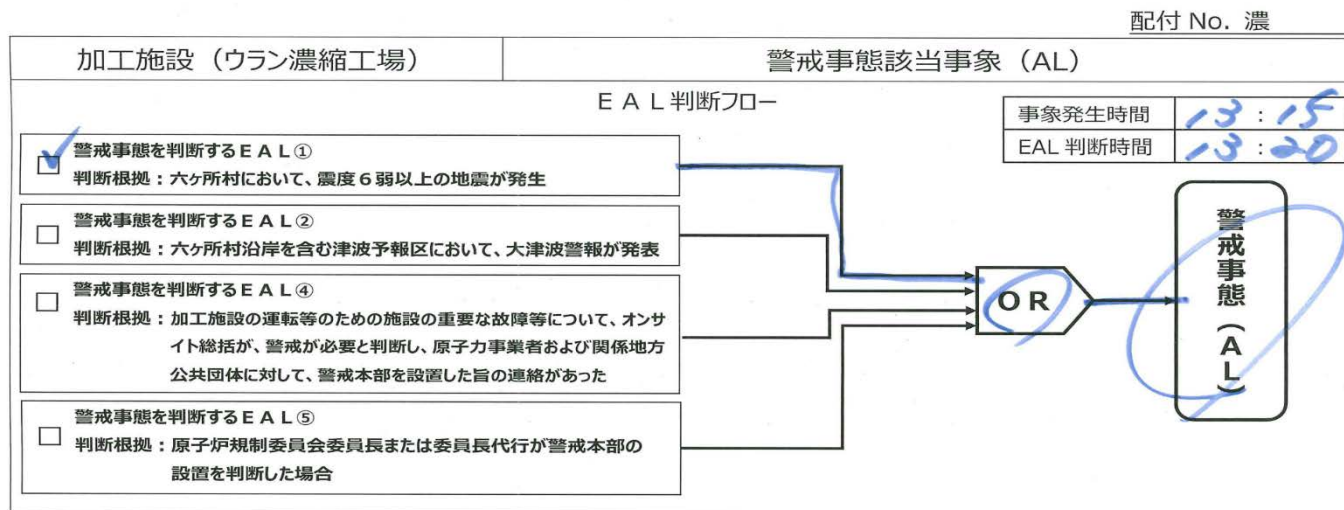 配付 No. 濃
加工施設（ウラン濃縮工場）
警戒事態該当事象（AL）
ＥＡＬ判断フロー
事象発生時間 13：15
EAL 判断時間 13：20
警戒事態を判断するＥＡＬ①
判断根拠：六ケ所村において、震度６弱以上の地震が発生
警戒事態を判断するＥＡＬ②
判断根拠：六ケ所村沿岸を含む津波予報区において、大津波警報が発表
警戒事態を判断するＥＡＬ④
判断根拠：加工施設の運転等のための施設の重要な故障等について、オンサ
イト総括が、警戒が必要と判断し、原子力事業者および関係地方
公共団体に対して、警戒本部を設置した旨の連絡があった
警戒事態を判断するＥＡＬ⑤
判断根拠：原子炉規制委員会委員長または委員長代行が警戒本部の
設置を判断した場合
OR
警戒事態（AL）